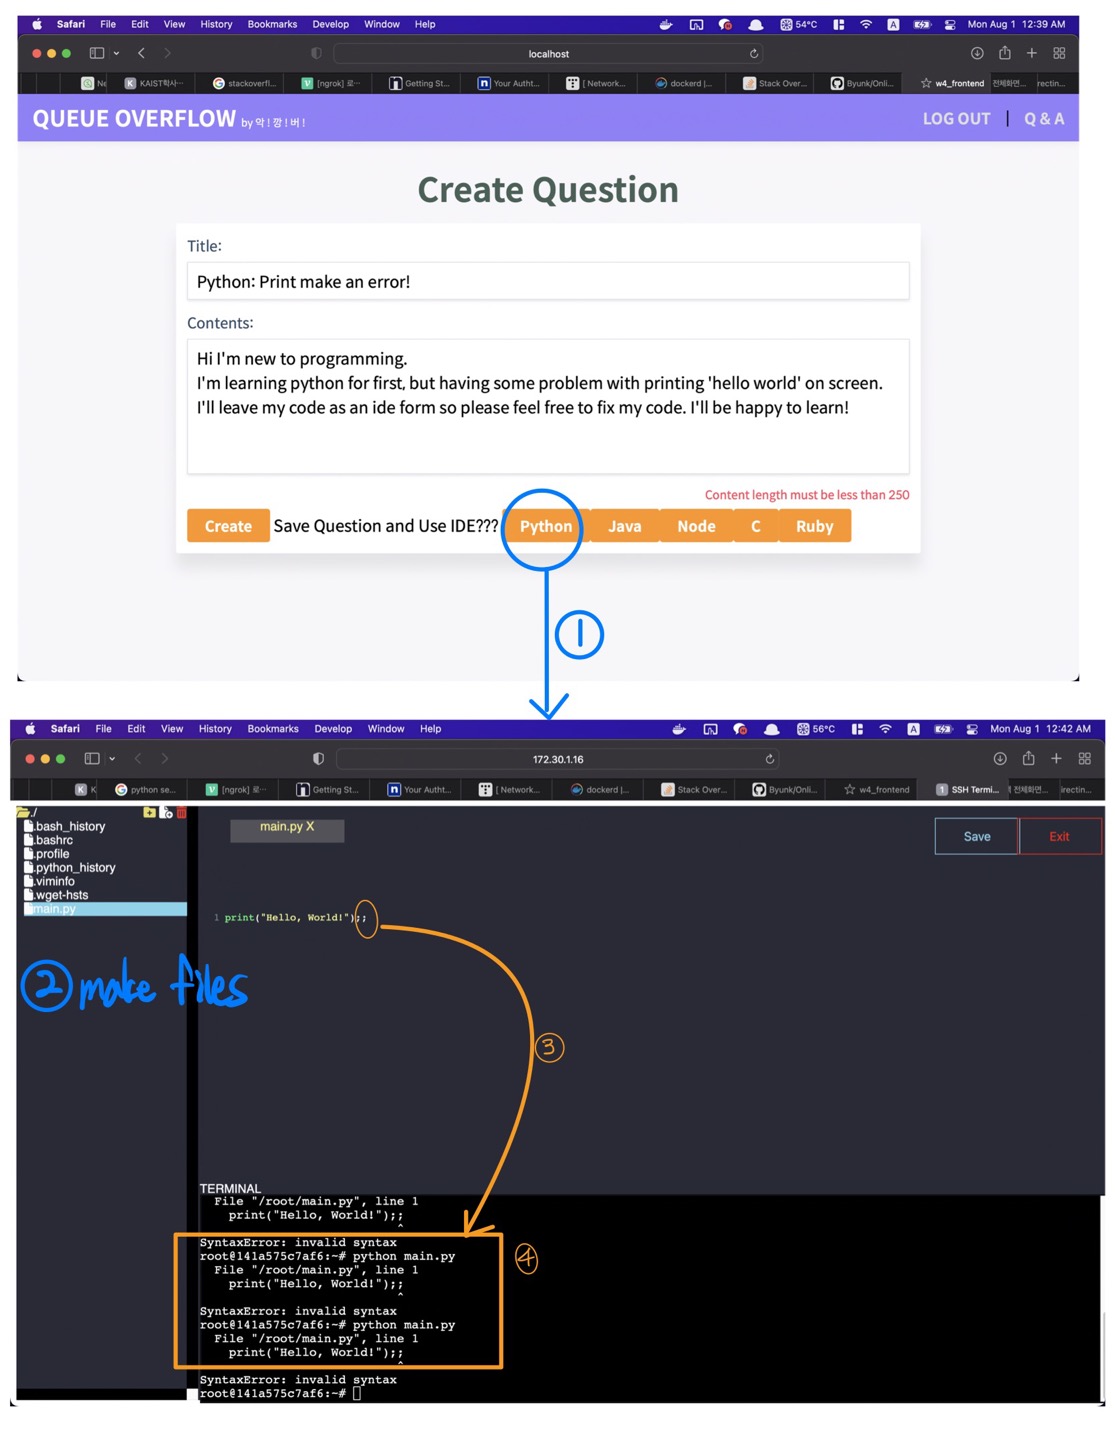 Safari File Edit View History Bookmarks Develop Window Help 54°C A Mon Aug 1 12:39 AM
localhost
Ne K KAIST학사… G stackoverfl... V [ngrok] 로… Getting St... n Your Autht... [ Network... dockerd |... Stack Over... Byunk/Onli... w4_frontend 전체화면... rectin...
QUEUE OVERFLOW by 악 ! 깡 ! 버 !
LOG OUT | Q & A
Create Question
Title:
Python: Print make an error!
Contents:
Hi I'm new to programming.
I'm learning python for first, but having some problem with printing 'hello world' on screen.
I'll leave my code as an ide form so please feel free to fix my code. I'll be happy to learn!
Content length must be less than 250
Create Save Question and Use IDE??? Python Java Node C Ruby
①
Safari File Edit View History Bookmarks Develop Window Help 56°C A Mon Aug 1 12:42 AM
172.30.1.16
K K G python se... V [ngrok] 로… Getting St... n Your Autht... [ Network... dockerd |... Stack Over... Byunk/Onli... w4_frontend 1 SSH Termi... 전체화면... irectin...
./
.bash_history
.bashrc
.profile
.python_history
.viminfo
.wget-hsts
main.py
main.py X
Save Exit
1 print("Hello, World!");;
② make files
③
TERMINAL
File "/root/main.py", line 1
print("Hello, World!");;
^
SyntaxError: invalid syntax
root@141a575c7af6:~# python main.py
File "/root/main.py", line 1
print("Hello, World!");;
^
SyntaxError: invalid syntax
root@141a575c7af6:~# python main.py
File "/root/main.py", line 1
print("Hello, World!");;
^
SyntaxError: invalid syntax
root@141a575c7af6:~#
④